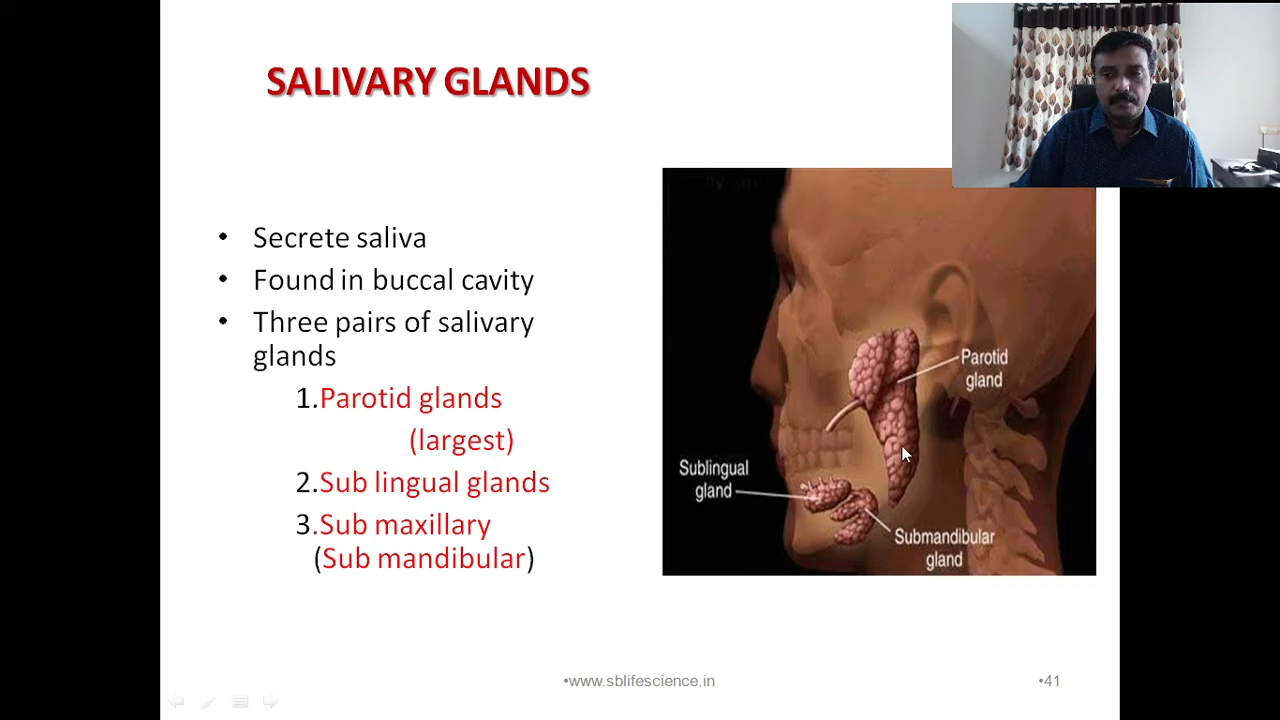 SALIVARY GLANDS
• Secrete saliva
• Found in buccal cavity
• Three pairs of salivary
glands
1.Parotid glands
(largest)
2.Sub lingual glands
3.Sub maxillary
(Sub mandibular)
Parotid
gland
Sublingual
gland
Submandibular
gland
•www.sblifescience.in
•41